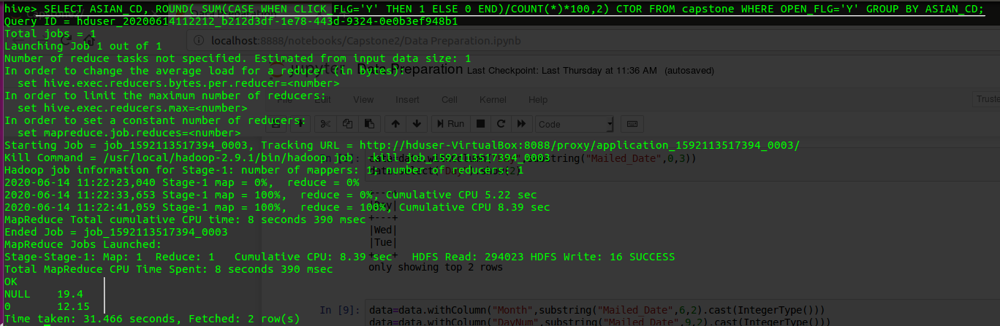 hive> SELECT ASIAN_CD, ROUND( SUM(CASE WHEN CLICK_FLG='Y' THEN 1 ELSE 0 END)/COUNT(*)*100,2) CTOR FROM capstone WHERE OPEN_FLG='Y' GROUP BY ASIAN_CD;
Query ID = hduser_20200614112212_b212d3df-1e78-443d-9324-0e0b3ef948b1
Total jobs = 1
Launching Job 1 out of 1
localhost:8888/notebooks/Capstone2/Data Preparation.ipynb
Number of reduce tasks not specified. Estimated from input data size: 1
In order to change the average load for a reducer (in bytes):
jupyter Data Preparation Last Checkpoint: Last Thursday at 11:36 AM (autosaved)
set hive.exec.reducers.bytes.per.reducer=<number>
In order to limit the maximum number of reducers:
File Edit View Insert Cell Kernel Help Truste
set hive.exec.reducers.max=<number>
In order to set a constant number of reducers:
Run Code
set mapreduce.job.reduces=<number>
Starting Job = job_1592113517394_0003, Tracking URL = http://hduser-VirtualBox:8088/proxy/application_1592113517394_0003/
Kill Command = /usr/local/hadoop-2.9.1/bin/hadoop job  -kill job_1592113517394_0003
string("Mailed_Date",0,3))
Hadoop job information for Stage-1: number of mappers: 1; number of reducers: 1
2020-06-14 11:22:23,040 Stage-1 map = 0%,  reduce = 0%
2020-06-14 11:22:33,653 Stage-1 map = 100%,  reduce = 0%, Cumulative CPU 5.22 sec
2020-06-14 11:22:41,059 Stage-1 map = 100%,  reduce = 100%, Cumulative CPU 8.39 sec
MapReduce Total cumulative CPU time: 8 seconds 390 msec
+---+
Ended Job = job_1592113517394_0003
|Wed|
MapReduce Jobs Launched:
|Tue|
Stage-Stage-1: Map: 1  Reduce: 1   Cumulative CPU: 8.39 sec   HDFS Read: 294023 HDFS Write: 16 SUCCESS
Total MapReduce CPU Time Spent: 8 seconds 390 msec
only showing top 2 rows
OK
NULL 19.4
0 12.15
In [9]: data=data.withColumn("Month",substring("Mailed_Date",6,2).cast(IntegerType()))
Time taken: 31.466 seconds, Fetched: 2 row(s)
data=data.withColumn("DayNum",substring("Mailed_Date",9,2).cast(IntegerType()))